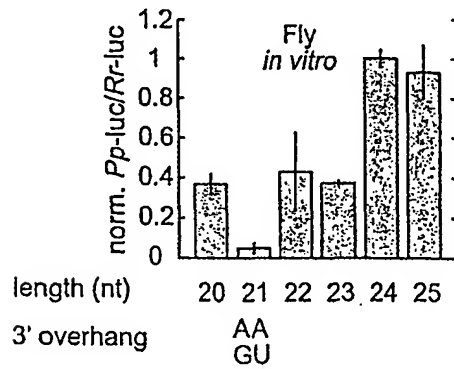 norm. Pp-luc/Rr-luc
1.2
1
0.8
0.6
0.4
0.2
0
Fly
in vitro
length (nt) 20 21 22 23 24 25
3' overhang AA
GU